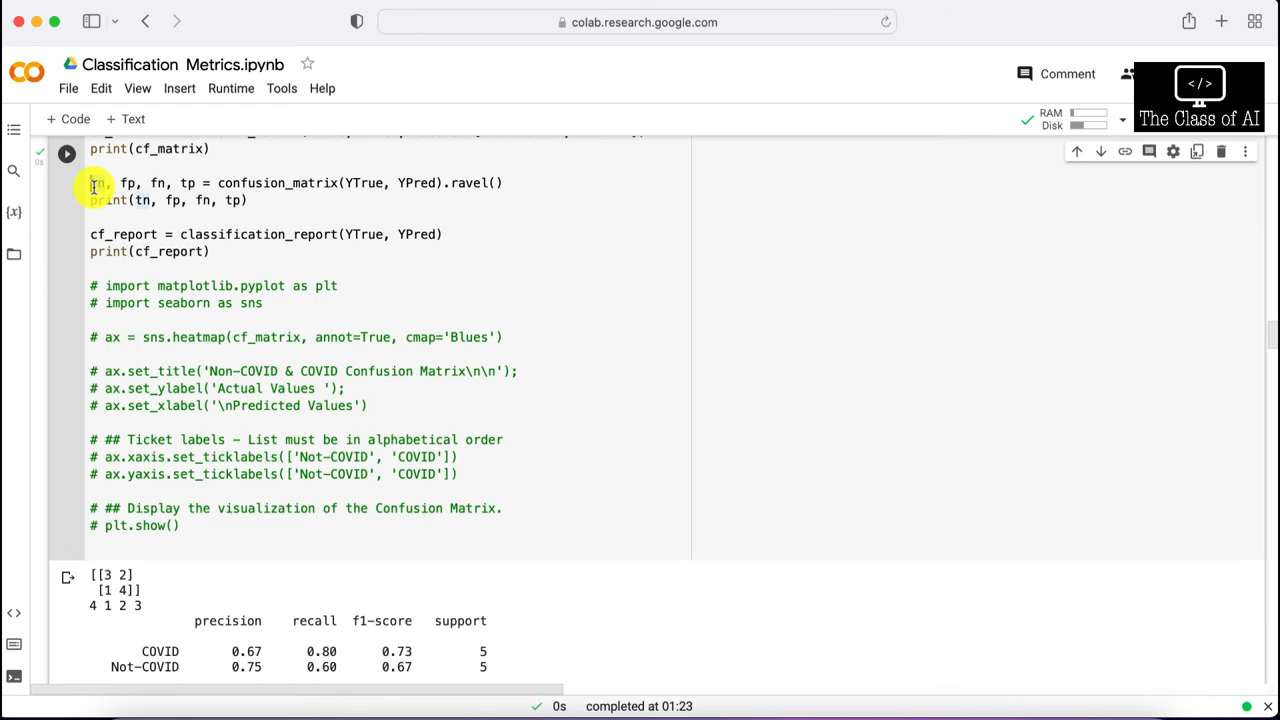 colab.research.google.com
Classification Metrics.ipynb
Comment
</>
The Class of AI
File Edit View Insert Runtime Tools Help
+ Code + Text
RAM
Disk
print(cf_matrix)
0s
tn, fp, fn, tp = confusion_matrix(YTrue, YPred).ravel()
print(tn, fp, fn, tp)
cf_report = classification_report(YTrue, YPred)
print(cf_report)
# import matplotlib.pyplot as plt
# import seaborn as sns
# ax = sns.heatmap(cf_matrix, annot=True, cmap='Blues')
# ax.set_title('Non-COVID & COVID Confusion Matrix\n\n');
# ax.set_ylabel('Actual Values ');
# ax.set_xlabel('\nPredicted Values')
# ## Ticket labels - List must be in alphabetical order
# ax.xaxis.set_ticklabels(['Not-COVID', 'COVID'])
# ax.yaxis.set_ticklabels(['Not-COVID', 'COVID'])
# ## Display the visualization of the Confusion Matrix.
# plt.show()
[[3 2]
[1 4]]
4 1 2 3
precision recall f1-score support
COVID 0.67 0.80 0.73 5
Not-COVID 0.75 0.60 0.67 5
0s completed at 01:23